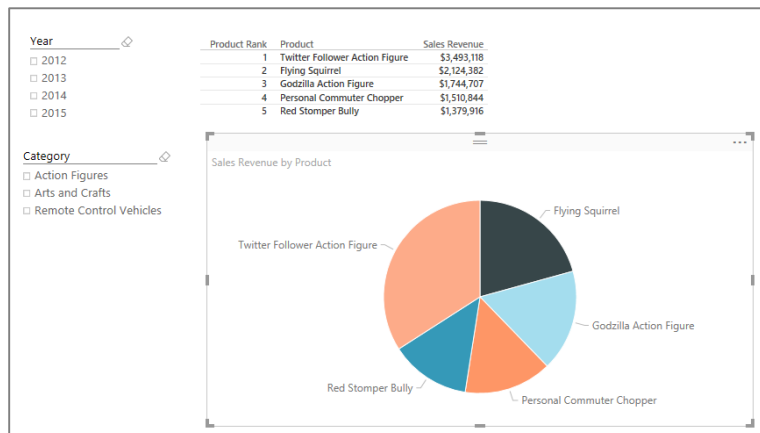 Year
2012
2013
2014
2015
Category
Action Figures
Arts and Crafts
Remote Control Vehicles
Product Rank Product Sales Revenue
1 Twitter Follower Action Figure $3,493,118
2 Flying Squirrel $2,124,382
3 Godzilla Action Figure $1,744,707
4 Personal Commuter Chopper $1,510,844
5 Red Stomper Bully $1,379,916
Sales Revenue by Product
Flying Squirrel
Twitter Follower Action Figure
Godzilla Action Figure
Red Stomper Bully
Personal Commuter Chopper